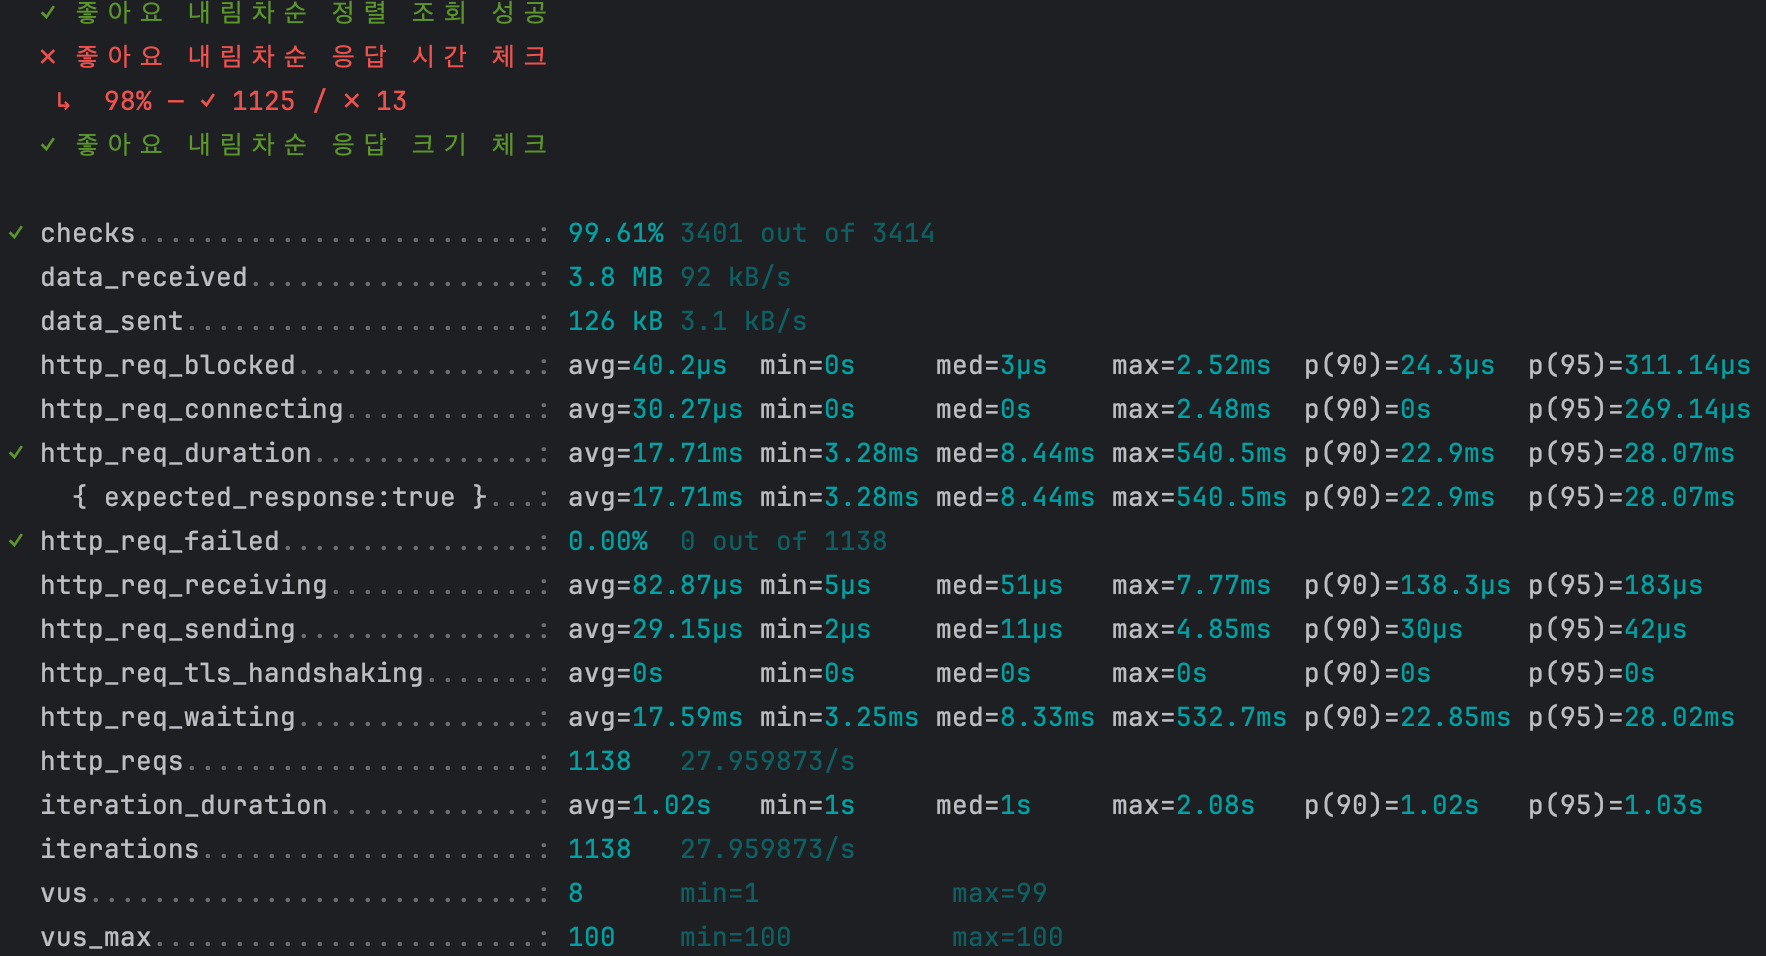 ✓ 좋아요 내림차순 정렬 조회 성공
✗ 좋아요 내림차순 응답 시간 체크
↳  98% — ✓ 1125 / ✗ 13
✓ 좋아요 내림차순 응답 크기 체크
✓ checks.........................: 99.61% 3401 out of 3414
data_received..................: 3.8 MB 92 kB/s
data_sent......................: 126 kB 3.1 kB/s
http_req_blocked...............: avg=40.2µs  min=0s     med=3µs    max=2.52ms  p(90)=24.3µs  p(95)=311.14µs
http_req_connecting............: avg=30.27µs min=0s     med=0s     max=2.48ms  p(90)=0s      p(95)=269.14µs
✓ http_req_duration..............: avg=17.71ms min=3.28ms med=8.44ms max=540.5ms p(90)=22.9ms  p(95)=28.07ms
{ expected_response:true }...: avg=17.71ms min=3.28ms med=8.44ms max=540.5ms p(90)=22.9ms  p(95)=28.07ms
✓ http_req_failed................: 0.00%  0 out of 1138
http_req_receiving.............: avg=82.87µs min=5µs    med=51µs   max=7.77ms  p(90)=138.3µs p(95)=183µs
http_req_sending...............: avg=29.15µs min=2µs    med=11µs   max=4.85ms  p(90)=30µs    p(95)=42µs
http_req_tls_handshaking.......: avg=0s      min=0s     med=0s     max=0s      p(90)=0s      p(95)=0s
http_req_waiting...............: avg=17.59ms min=3.25ms med=8.33ms max=532.7ms p(90)=22.85ms p(95)=28.02ms
http_reqs......................: 1138   27.959873/s
iteration_duration.............: avg=1.02s   min=1s     med=1s     max=2.08s   p(90)=1.02s   p(95)=1.03s
iterations.....................: 1138   27.959873/s
vus............................: 8      min=1            max=99
vus_max........................: 100    min=100          max=100